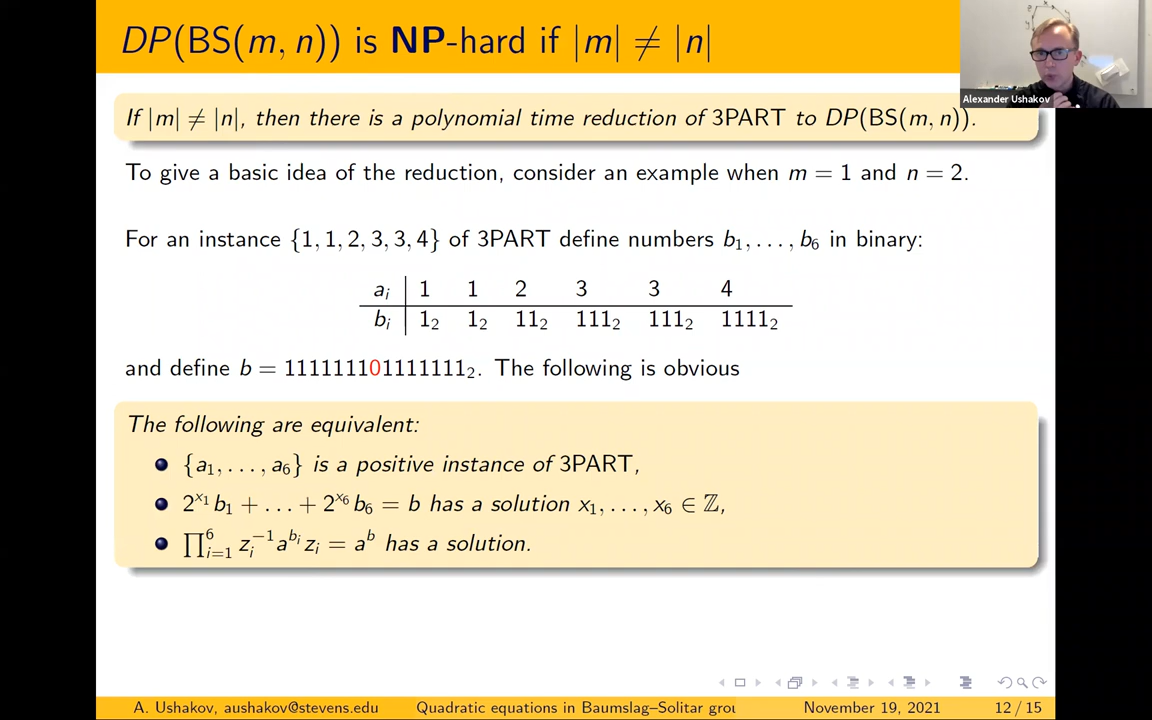 DP(BS(m, n)) is NP-hard if |m| ≠ |n|
Alexander Ushakov
If |m| ≠ |n|, then there is a polynomial time reduction of 3PART to DP(BS(m, n)).
To give a basic idea of the reduction, consider an example when m = 1 and n = 2.
For an instance {1, 1, 2, 3, 3, 4} of 3PART define numbers b₁, . . . , b₆ in binary:
aᵢ | 1 1 2 3 3 4
bᵢ | 1₂ 1₂ 11₂ 111₂ 111₂ 1111₂
and define b = 111111101111111₂. The following is obvious
The following are equivalent:
{a₁, . . . , a₆} is a positive instance of 3PART,
2^{x₁} b₁ + . . . + 2^{x₆} b₆ = b has a solution x₁, . . . , x₆ ∈ ℤ,
∏_{i=1}^{6} z_i^{-1} a^{b_i} z_i = a^b has a solution.
A. Ushakov, aushakov@stevens.edu Quadratic equations in Baumslag–Solitar grou November 19, 2021 12 / 15